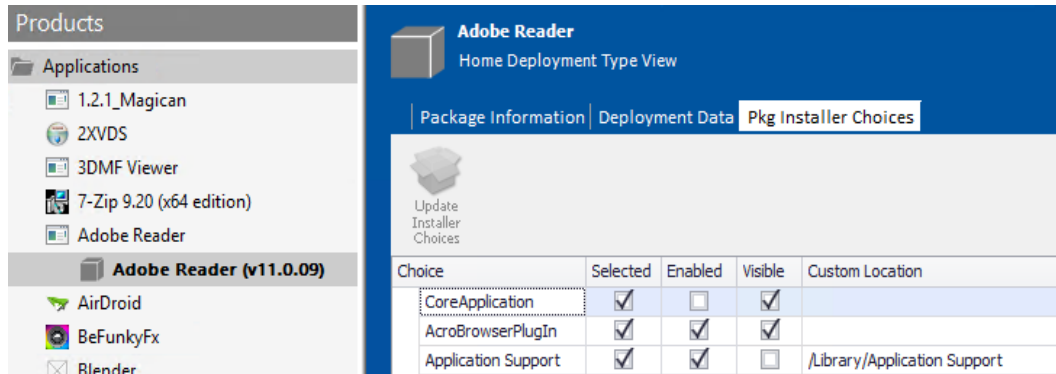 Products
Applications
1.2.1_Magican
2XVDS
3DMF Viewer
7-Zip 9.20 (x64 edition)
Adobe Reader
Adobe Reader (v11.0.09)
AirDroid
BeFunkyFx
Blender
Adobe Reader
Home Deployment Type View
Package Information Deployment Data Pkg Installer Choices
Update
Installer
Choices
Choice Selected Enabled Visible Custom Location
CoreApplication
AcroBrowserPlugIn
Application Support /Library/Application Support